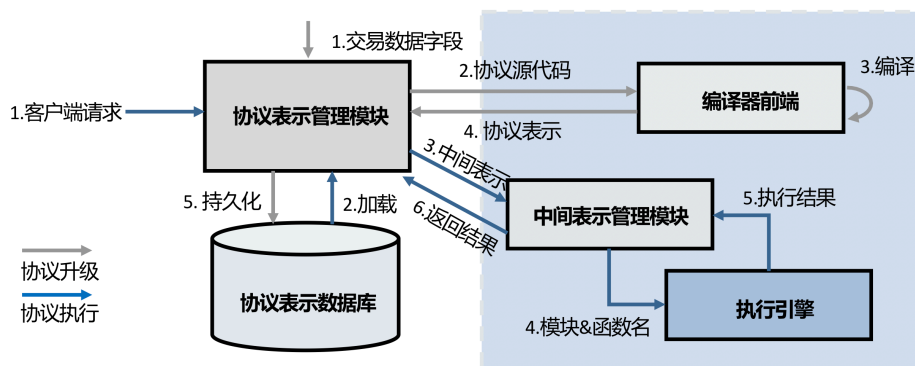 1.交易数据字段
2.协议源代码
3.编译
1.客户端请求
协议表示管理模块
编译器前端
4. 协议表示
3.中间表示
5. 持久化
2.加载
6.返回结果
中间表示管理模块
5.执行结果
协议升级
协议执行
协议表示数据库
4.模块&函数名
执行引擎